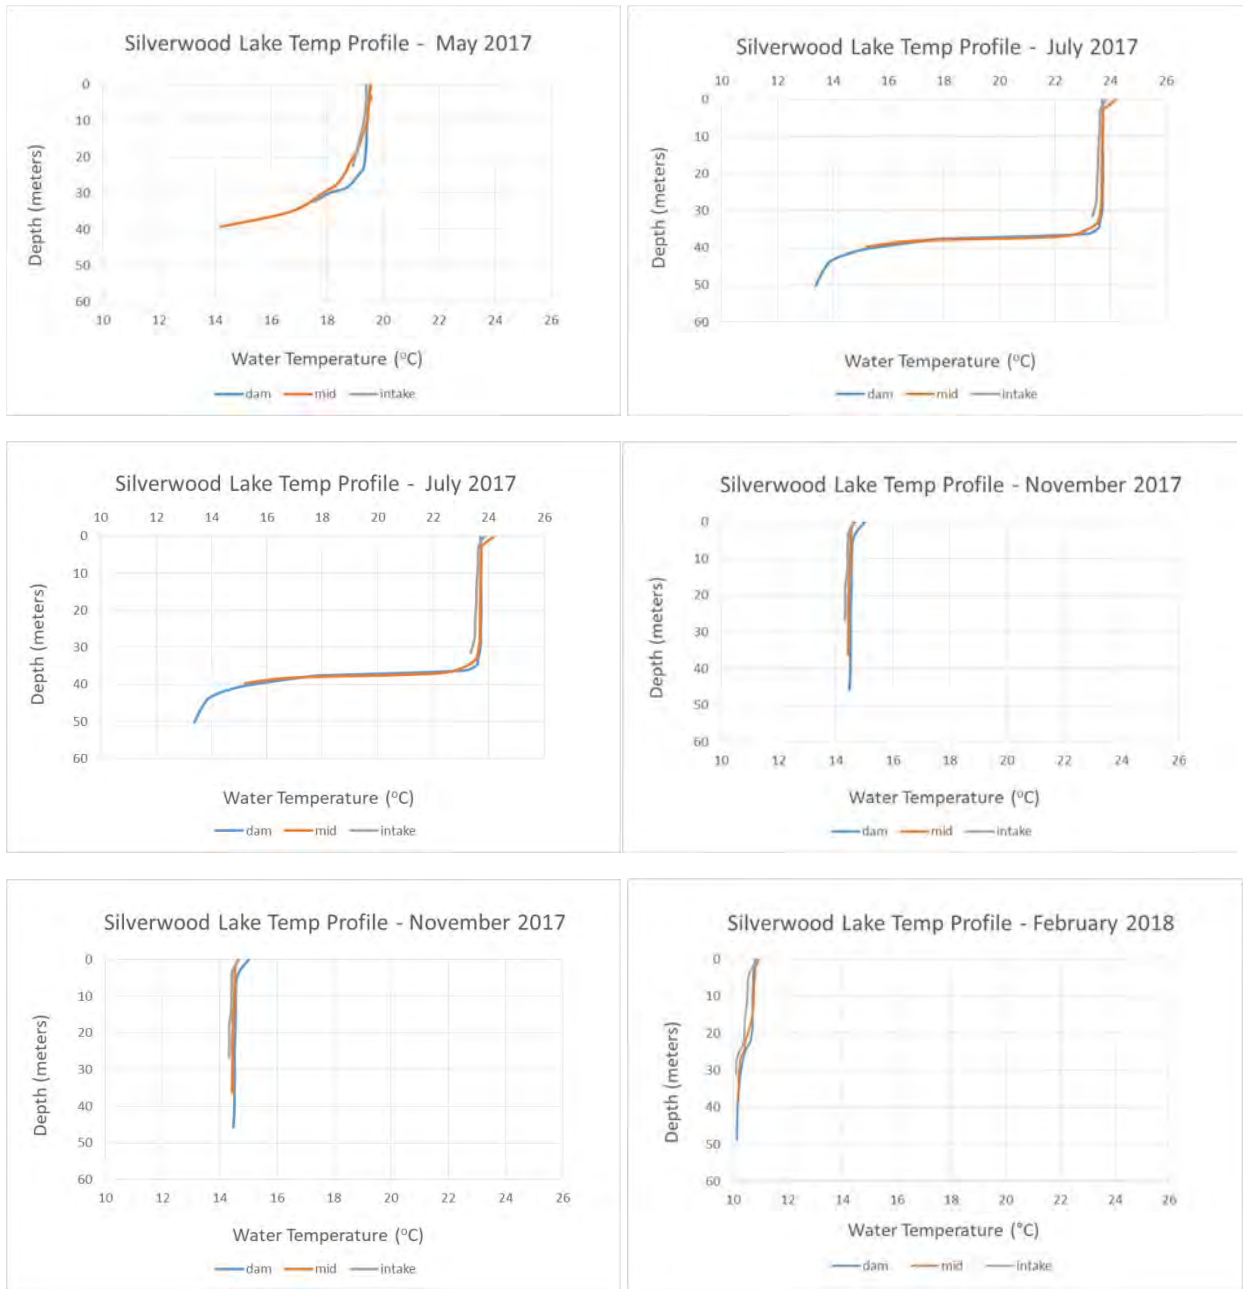 Silverwood Lake Temp Profile - May 2017
0
10
20
30
40
50
60
Depth (meters)
10 12 14 16 18 20 22 24 26
Water Temperature (°C)
dam mid intake
Silverwood Lake Temp Profile - July 2017
10 12 14 16 18 20 22 24 26
0
10
20
30
40
50
60
Depth (meters)
Water Temperature (°C)
dam mid intake
Silverwood Lake Temp Profile - July 2017
10 12 14 16 18 20 22 24 26
0
10
20
30
40
50
60
Depth (meters)
Water Temperature (°C)
dam mid intake
Silverwood Lake Temp Profile - November 2017
0
10
20
30
40
50
60
Depth (meters)
10 12 14 16 18 20 22 24 26
Water Temperature (°C)
dam mid intake
Silverwood Lake Temp Profile - November 2017
0
10
20
30
40
50
60
Depth (meters)
10 12 14 16 18 20 22 24 26
Water Temperature (°C)
dam mid intake
Silverwood Lake Temp Profile - February 2018
0
10
20
30
40
50
60
Depth (meters)
10 12 14 16 18 20 22 24 26
Water Temperature (°C)
dam mid intake